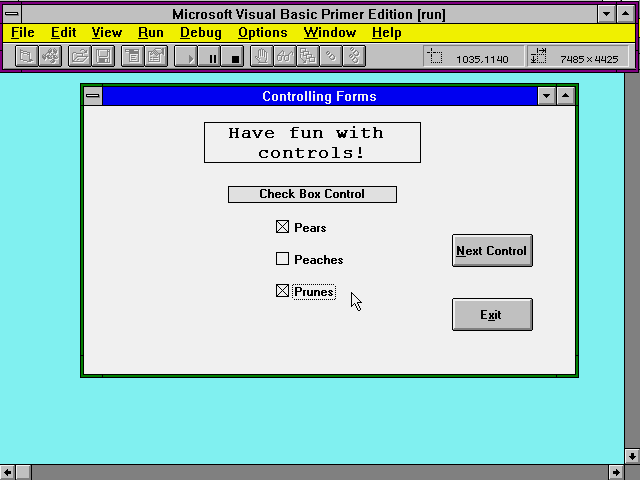 Microsoft Visual Basic Primer Edition [run]
File Edit View Run Debug Options Window Help
1035,1140 7485×4425
Controlling Forms
Have fun with
controls!
Check Box Control
Pears
Peaches
Next Control
Prunes
Exit